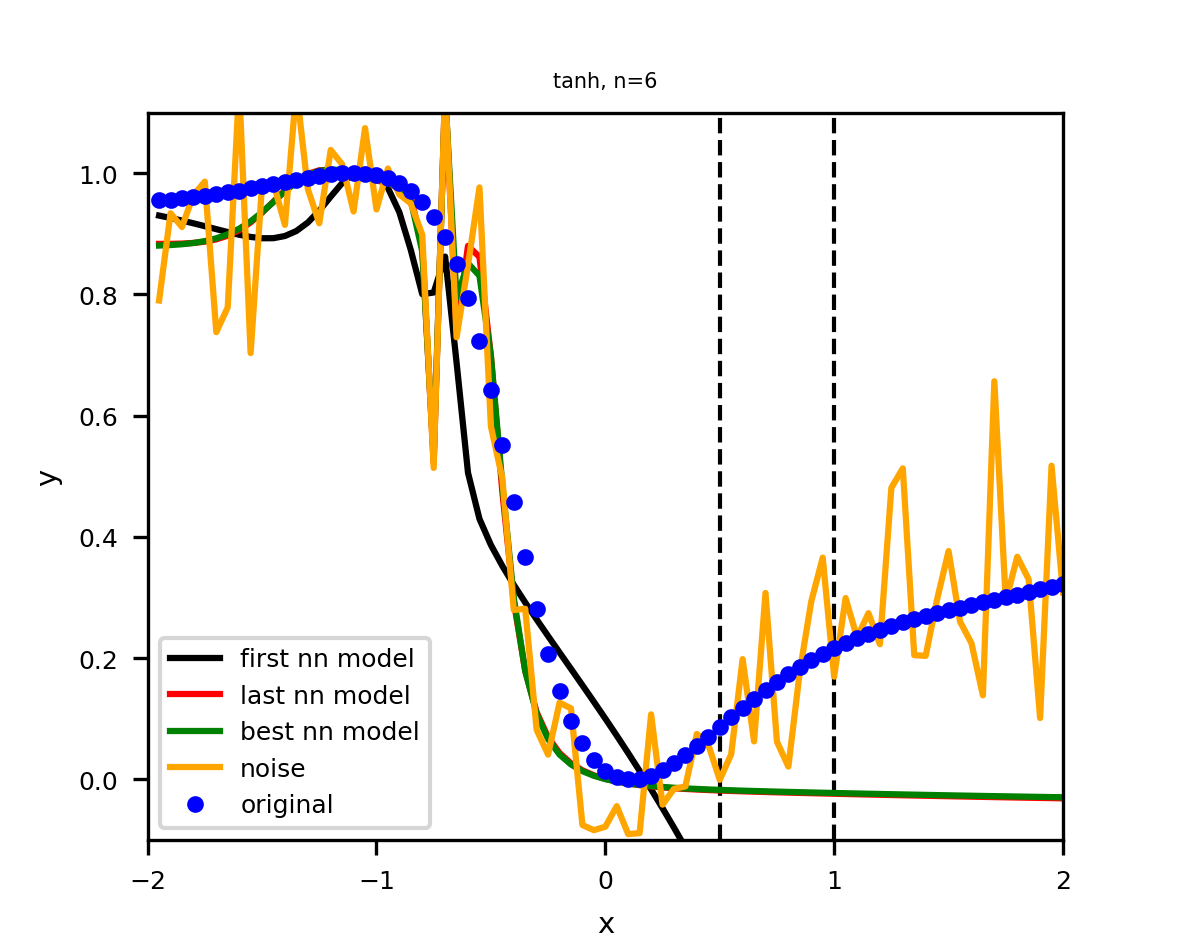 tanh, n=6
1.0
0.8
0.6
0.4
0.2
0.0
y
first nn model
last nn model
best nn model
noise
original
−2
−1
0
1
2
x